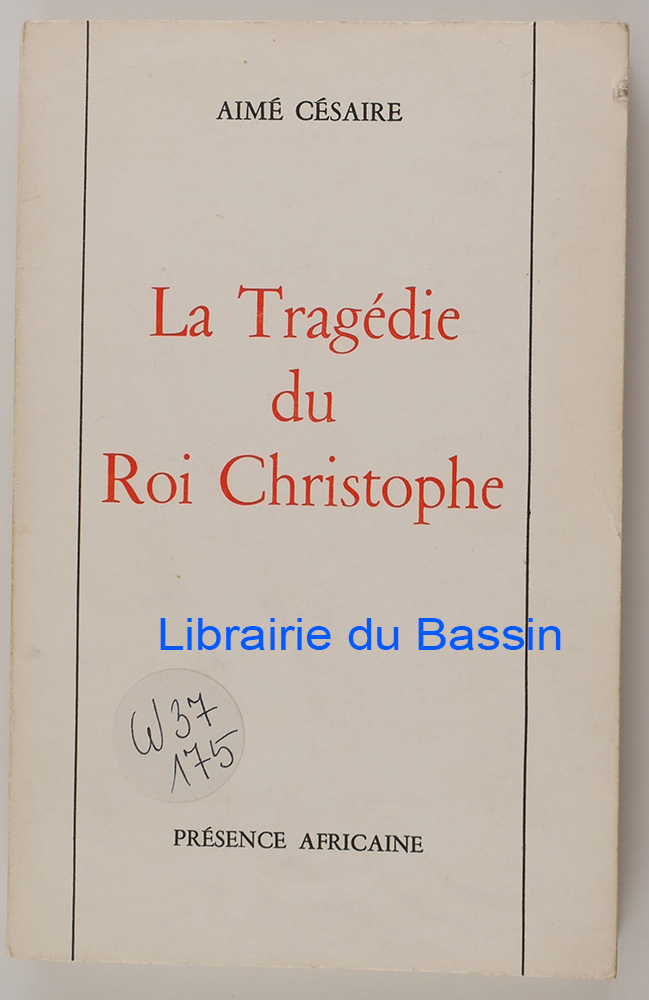 AIMÉ CÉSAIRE
La Tragédie
du
Roi Christophe
Librairie du Bassin
W37
175
PRÉSENCE AFRICAINE